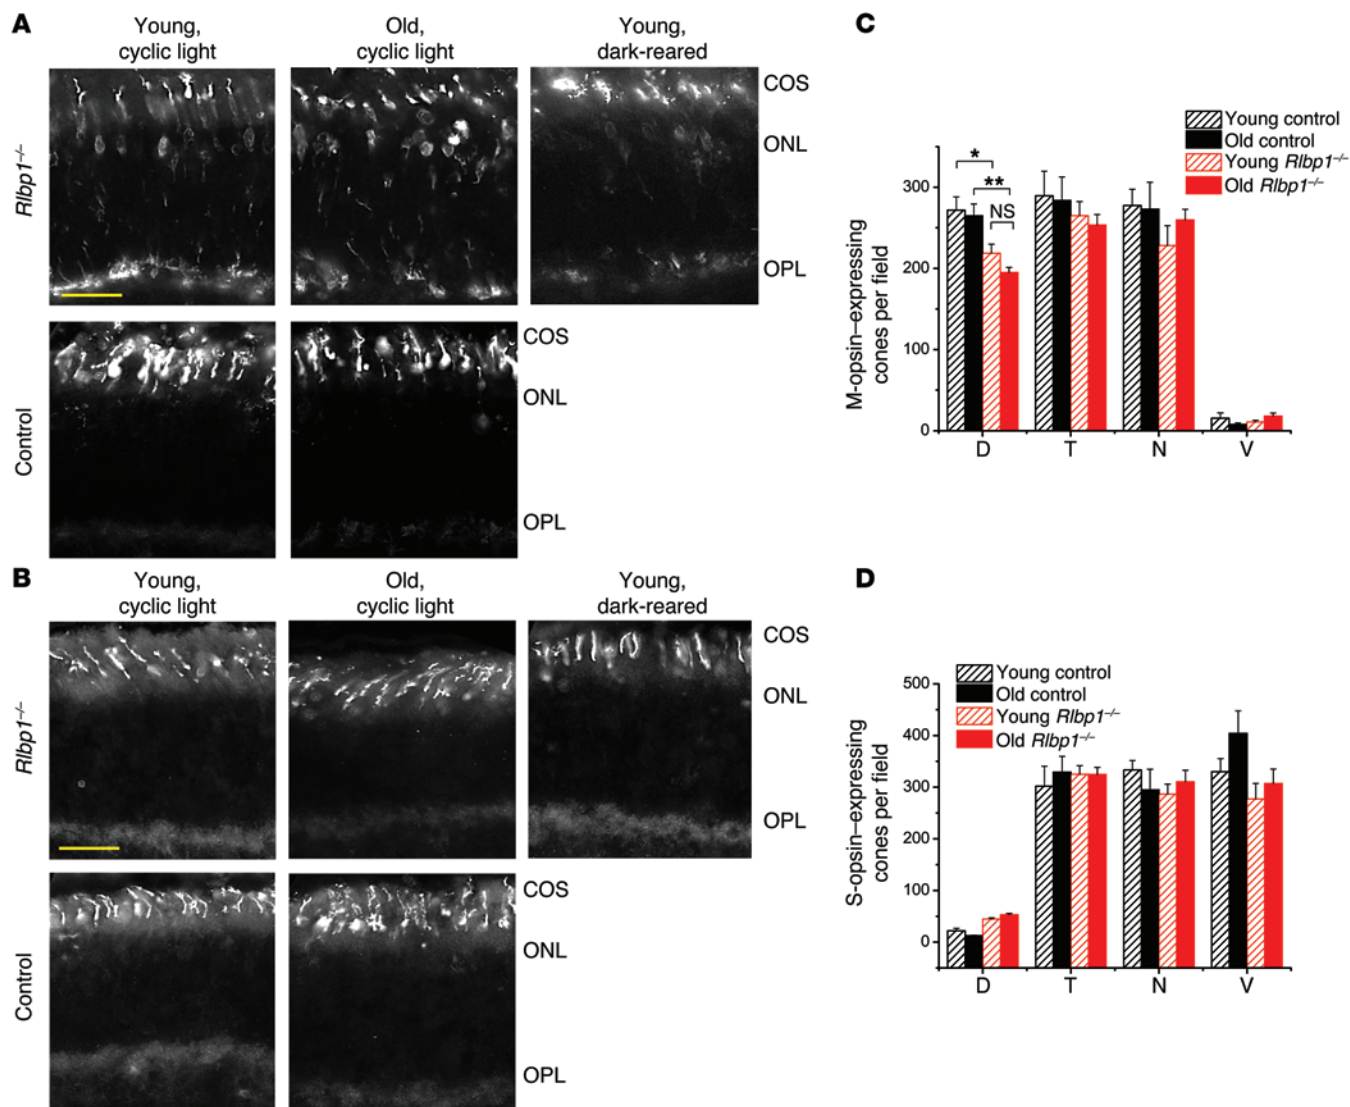 A
Young,
cyclic light
Old,
cyclic light
Young,
dark-reared
Rlbp1–/–
COS
ONL
OPL
Control
COS
ONL
OPL
B
Young,
cyclic light
Old,
cyclic light
Young,
dark-reared
Rlbp1–/–
COS
ONL
OPL
Control
COS
ONL
OPL
C
Young control
Old control
Young Rlbp1–/–
Old Rlbp1–/–
M-opsin–expressing
cones per field
300
200
100
0
*
**
NS
D T N V
D
Young control
Old control
Young Rlbp1–/–
Old Rlbp1–/–
S-opsin–expressing
cones per field
500
400
300
200
100
0
D T N V